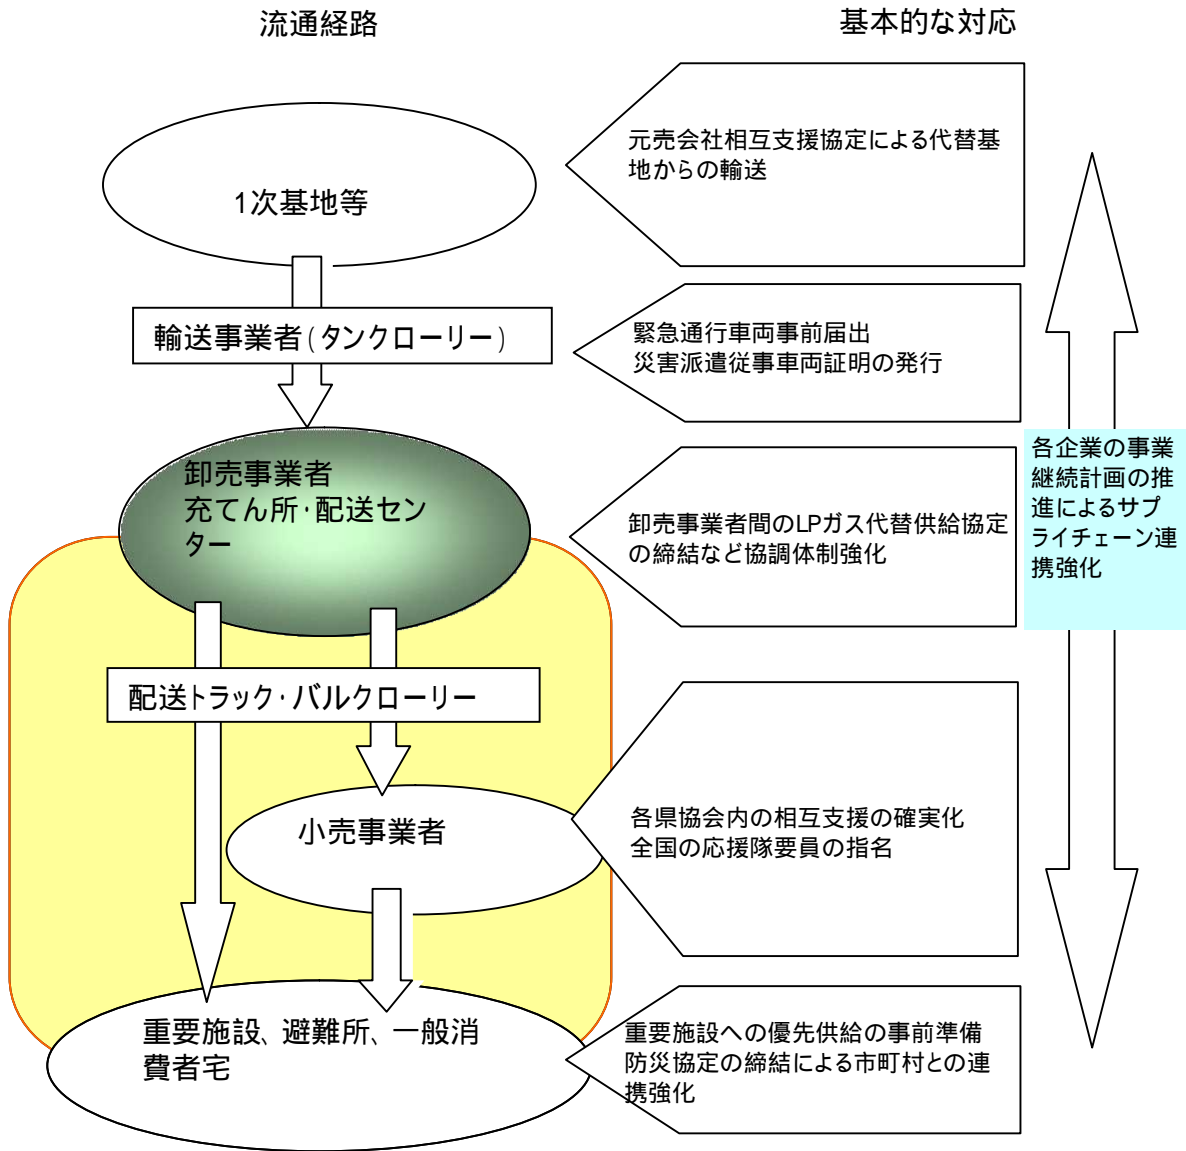 流通経路
基本的な対応
1次基地等
元売会社相互支援協定による代替基
地からの輸送
輸送事業者(タンクローリー)
緊急通行車両事前届出
災害派遣従事車両証明の発行
卸売事業者
充てん所・配送セン
ター
卸売事業者間のLPガス代替供給協定
の締結など協調体制強化
各企業の事業
継続計画の推
進によるサプ
ライチェーン連
携強化
配送トラック・バルクローリー
小売事業者
各県協会内の相互支援の確実化
全国の応援隊要員の指名
重要施設、避難所、一般消
費者宅
重要施設への優先供給の事前準備
防災協定の締結による市町村との連
携強化